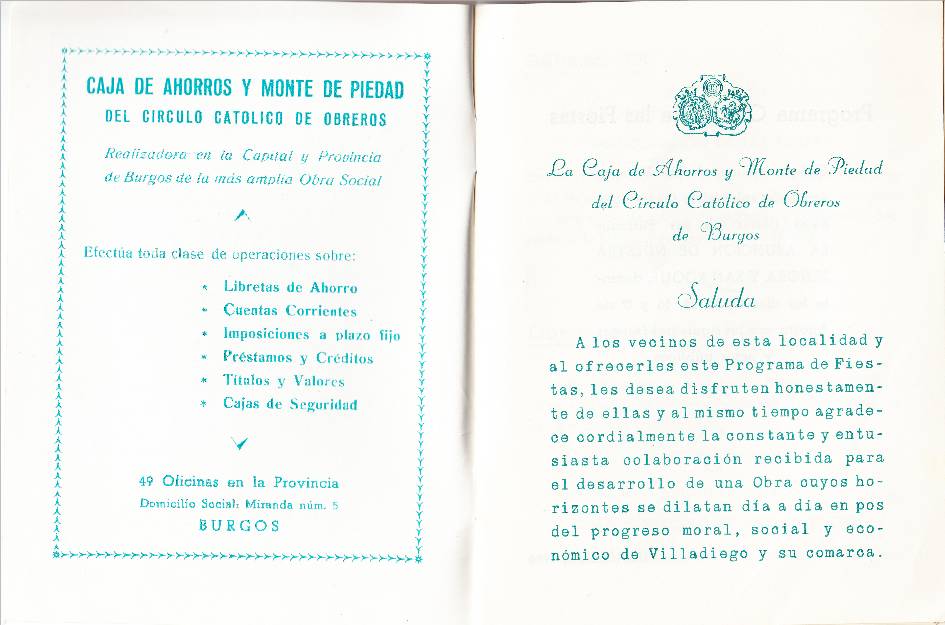 CAJA DE AHORROS Y MONTE DE PIEDAD
DEL CIRCULO CATOLICO DE OBREROS
Realizadora en la Capital y Provincia
de Burgos de la más amplia Obra Social
Efectúa toda clase de operaciones sobre:
* Libretas de Ahorro
* Cuentas Corrientes
* Imposiciones a plazo fijo
* Préstamos y Créditos
* Títulos y Valores
* Cajas de Seguridad
49 Oficinas en la Provincia
Domicilio Social: Miranda núm. 5
BURGOS
La Caja de Ahorros y Monte de Piedad
del Círculo Católico de Obreros
de Burgos
Saluda
A los vecinos de esta localidad y
al ofrecerles este Programa de Fies-
tas, les desea disfruten honestamen-
te de ellas y al mismo tiempo agrade-
ce cordialmente la constante y entu-
siasta colaboración recibida para
el desarrollo de una Obra cuyos ho-
rizontes se dilatan día a día en pos
del progreso moral, social y eco-
nómico de Villadiego y su comarca.